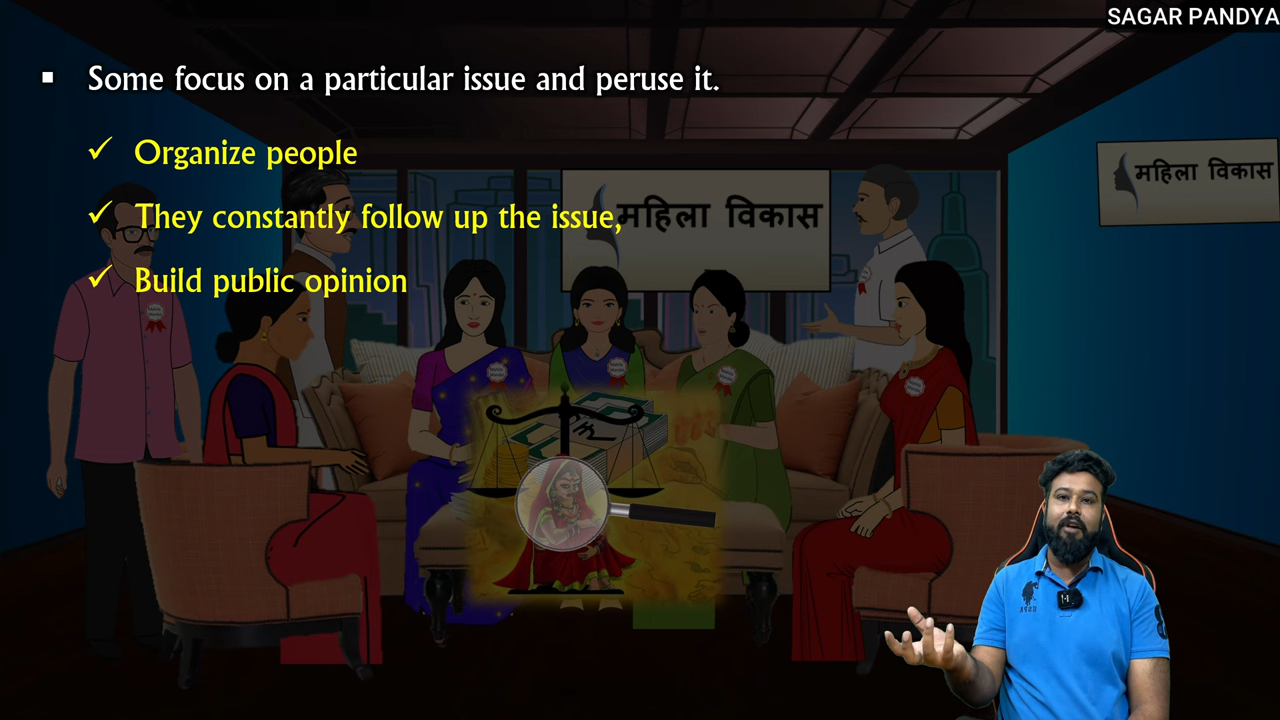 SAGAR PANDYA
▪ Some focus on a particular issue and peruse it.
✓ Organize people
✓ They constantly follow up the issue,
✓ Build public opinion
महिला विकास
महिला विकास